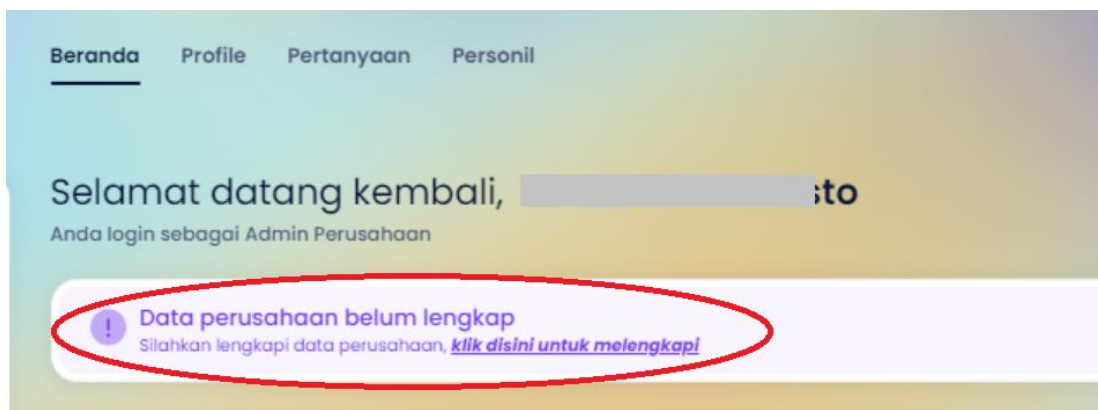 Beranda Profile Pertanyaan Personil
Selamat datang kembali, sto
Anda login sebagai Admin Perusahaan
! Data perusahaan belum lengkap
Silahkan lengkapi data perusahaan, klik disini untuk melengkapi